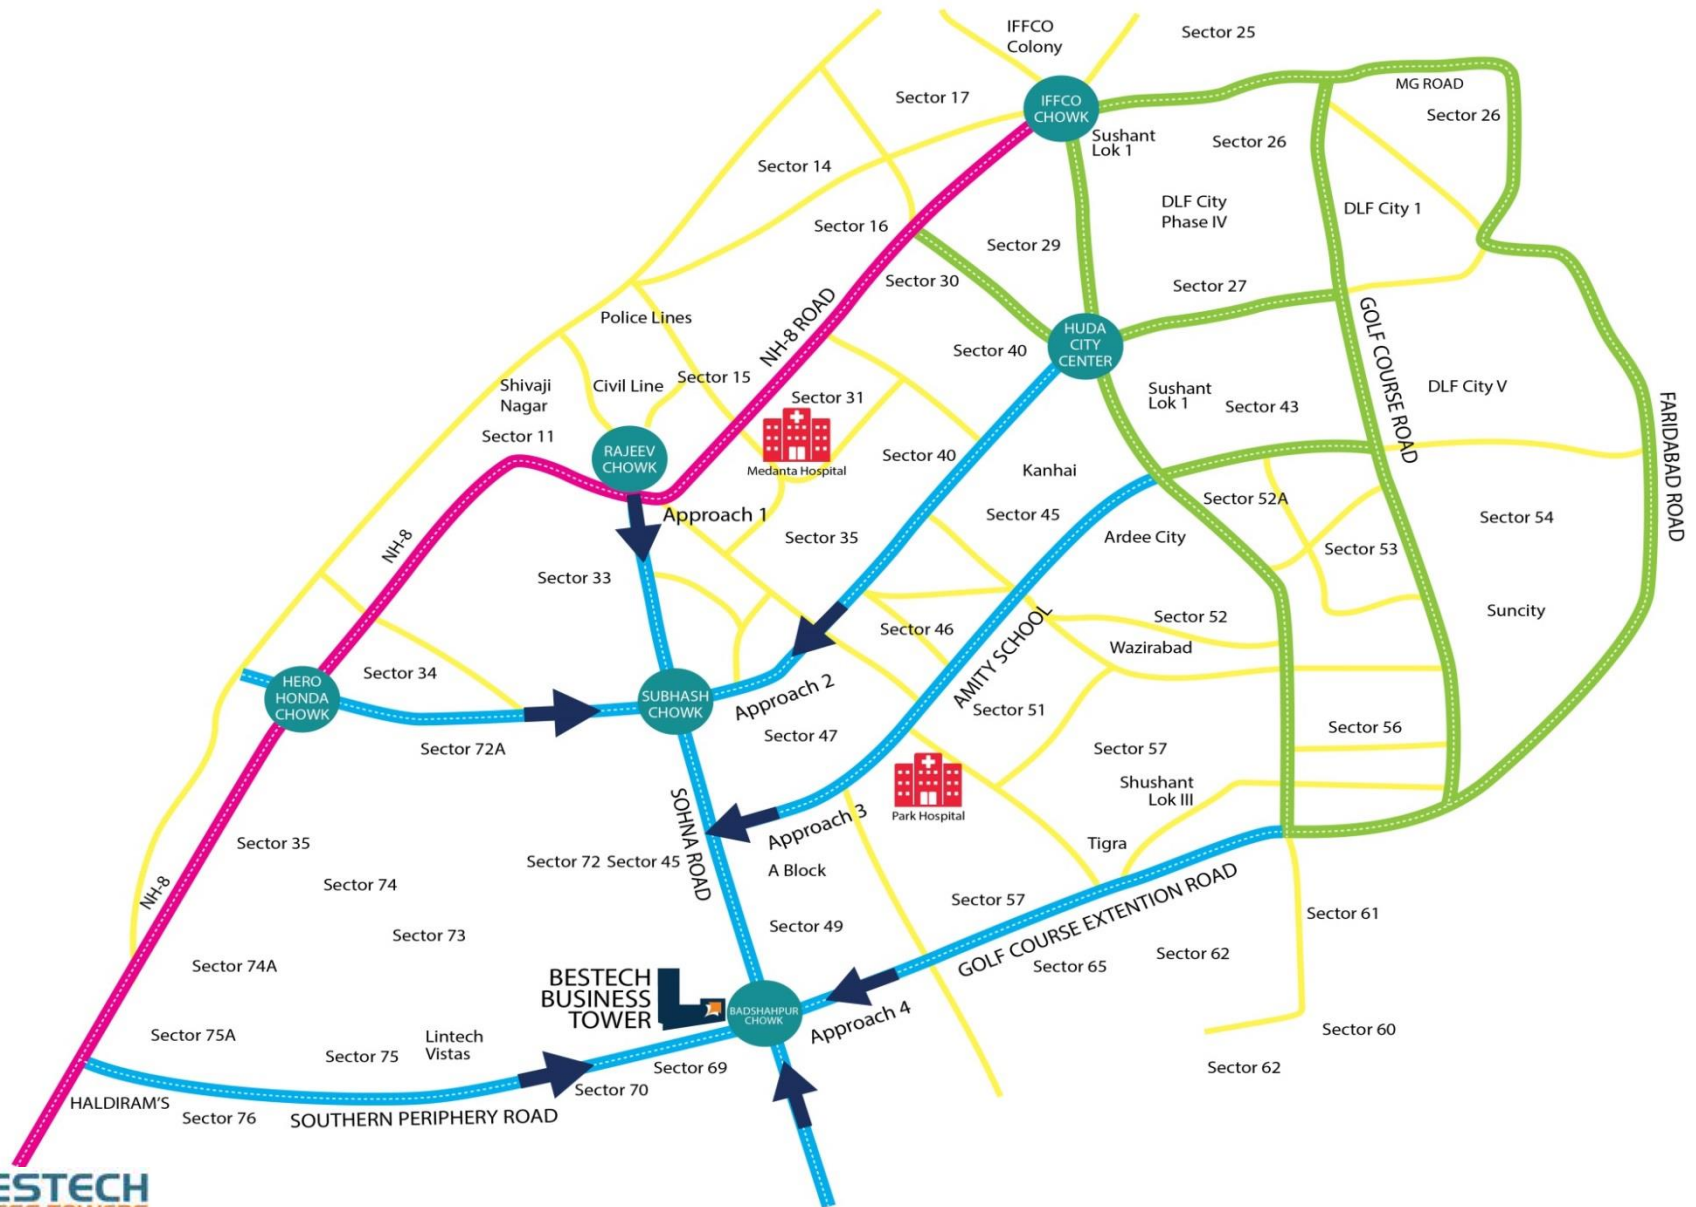 IFFCO
Colony
Sector 25
Sector 17
IFFCO
CHOWK
MG ROAD
Sector 26
Sushant
Lok 1
Sector 26
Sector 14
DLF City
Phase IV
DLF City 1
Sector 16
Sector 29
Sector 30
Sector 27
Police Lines
NH-8 ROAD
HUDA
CITY
CENTER
GOLF COURSE ROAD
Sector 40
Shivaji
Nagar
Civil Line
Sector 15
Sector 31
Sushant
Lok 1
Sector 43
DLF City V
FARIDABAD ROAD
Sector 11
RAJEEV
CHOWK
Medanta Hospital
Sector 40
Kanhai
Sector 52A
Approach 1
Sector 45
Sector 54
NH-8
Sector 35
Ardee City
Sector 53
Sector 33
Sector 46
AMITY SCHOOL
Sector 52
Suncity
Wazirabad
Sector 34
HERO
HONDA
CHOWK
SUBHASH
CHOWK
Approach 2
Sector 51
Sector 72A
Sector 47
Sector 57
Sector 56
Shushant
Lok III
Park Hospital
SOHNA ROAD
Approach 3
Sector 35
Tigra
Sector 72
Sector 45
A Block
NH-8
Sector 74
Sector 57
GOLF COURSE EXTENTION ROAD
Sector 61
Sector 73
Sector 49
Sector 74A
Sector 65
Sector 62
BESTECH
BUSINESS
TOWER
BADSHAHPUR
CHOWK
Approach 4
Sector 75A
Sector 75
Lintech
Vistas
Sector 60
Sector 69
Sector 62
Sector 70
HALDIRAM'S
Sector 76
SOUTHERN PERIPHERY ROAD
ESTECH